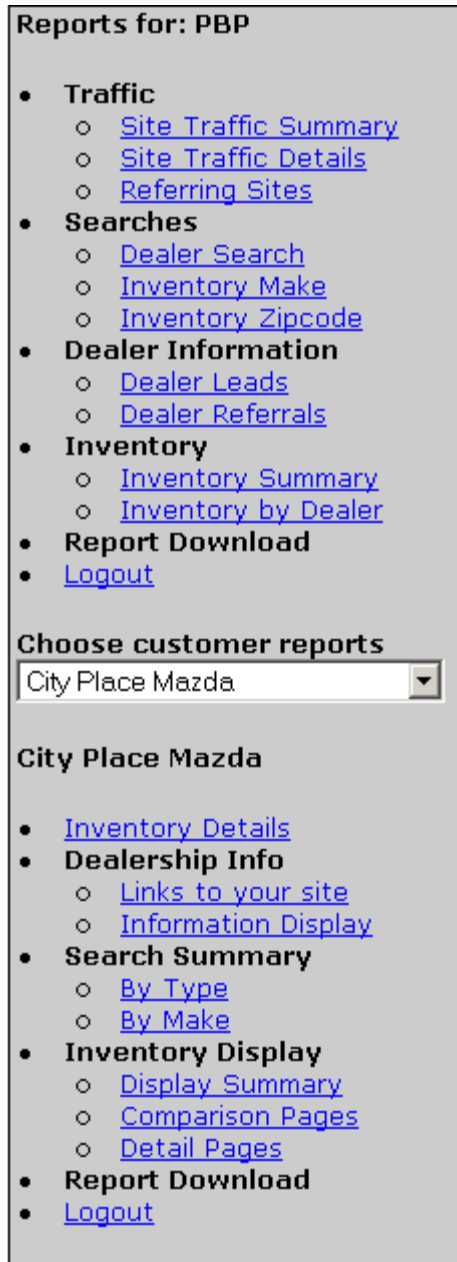 Reports for: PBP
Traffic
Site Traffic Summary
Site Traffic Details
Referring Sites
Searches
Dealer Search
Inventory Make
Inventory Zipcode
Dealer Information
Dealer Leads
Dealer Referrals
Inventory
Inventory Summary
Inventory by Dealer
Report Download
Logout
Choose customer reports
City Place Mazda
City Place Mazda
Inventory Details
Dealership Info
Links to your site
Information Display
Search Summary
By Type
By Make
Inventory Display
Display Summary
Comparison Pages
Detail Pages
Report Download
Logout